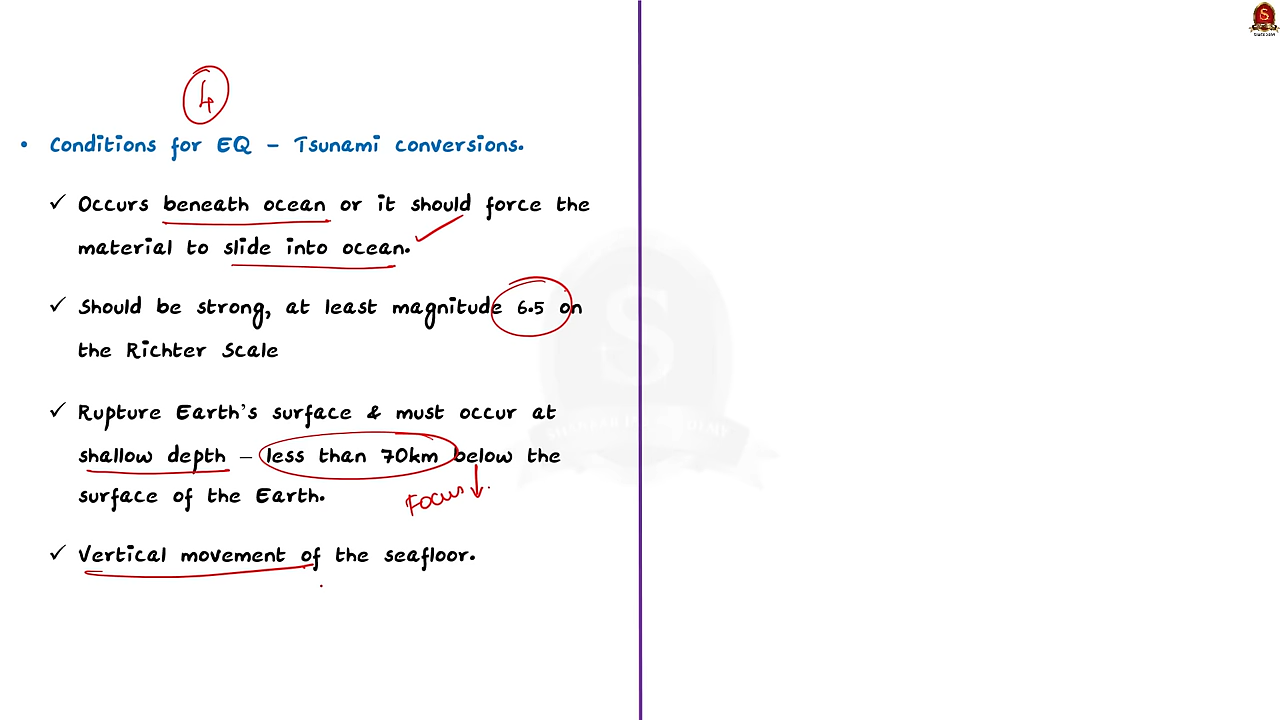 4
• Conditions for EQ – Tsunami conversions.
✓ Occurs beneath ocean or it should force the
material to slide into ocean.
✓ Should be strong, at least magnitude 6.5 on
the Richter Scale
✓ Rupture Earth's surface & must occur at
shallow depth – less than 70km below the
surface of the Earth.
Focus
✓ Vertical movement of the seafloor.
S